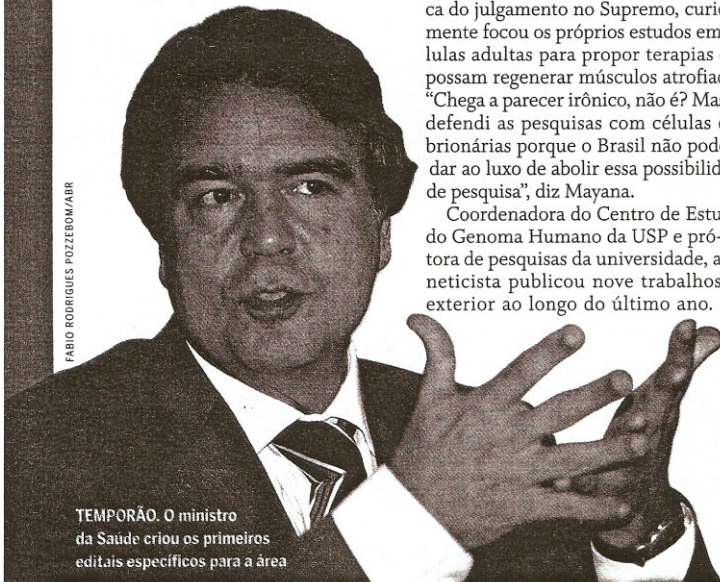 ca do julgamento no Supremo, curio
mente focou os próprios estudos em
lulas adultas para propor terapias
possam regenerar músculos atrofiad
“Chega a parecer irônico, não é? Mas
defendi as pesquisas com células e
brionárias porque o Brasil não pode
dar ao luxo de abolir essa possibilid
de pesquisa”, diz Mayana.
Coordenadora do Centro de Estu
do Genoma Humano da USP e pró-
tora de pesquisas da universidade, a
neticista publicou nove trabalhos
exterior ao longo do último ano.
FABIO RODRIGUES POZZEBOM/ABR
TEMPORÃO. O ministro
da Saúde criou os primeiros
editais específicos para a área